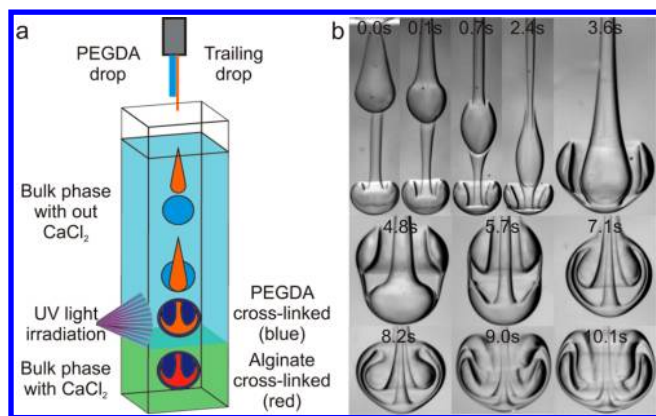 a
PEGDA
drop
Trailing
drop
Bulk phase
with out
CaCl₂
UV light
irradiation
Bulk phase
with CaCl₂
PEGDA
cross-linked
(blue)
Alginate
cross-linked
(red)
b
0.0s 0.1s 0.7s 2.4s 3.6s
4.8s 5.7s 7.1s
8.2s 9.0s 10.1s